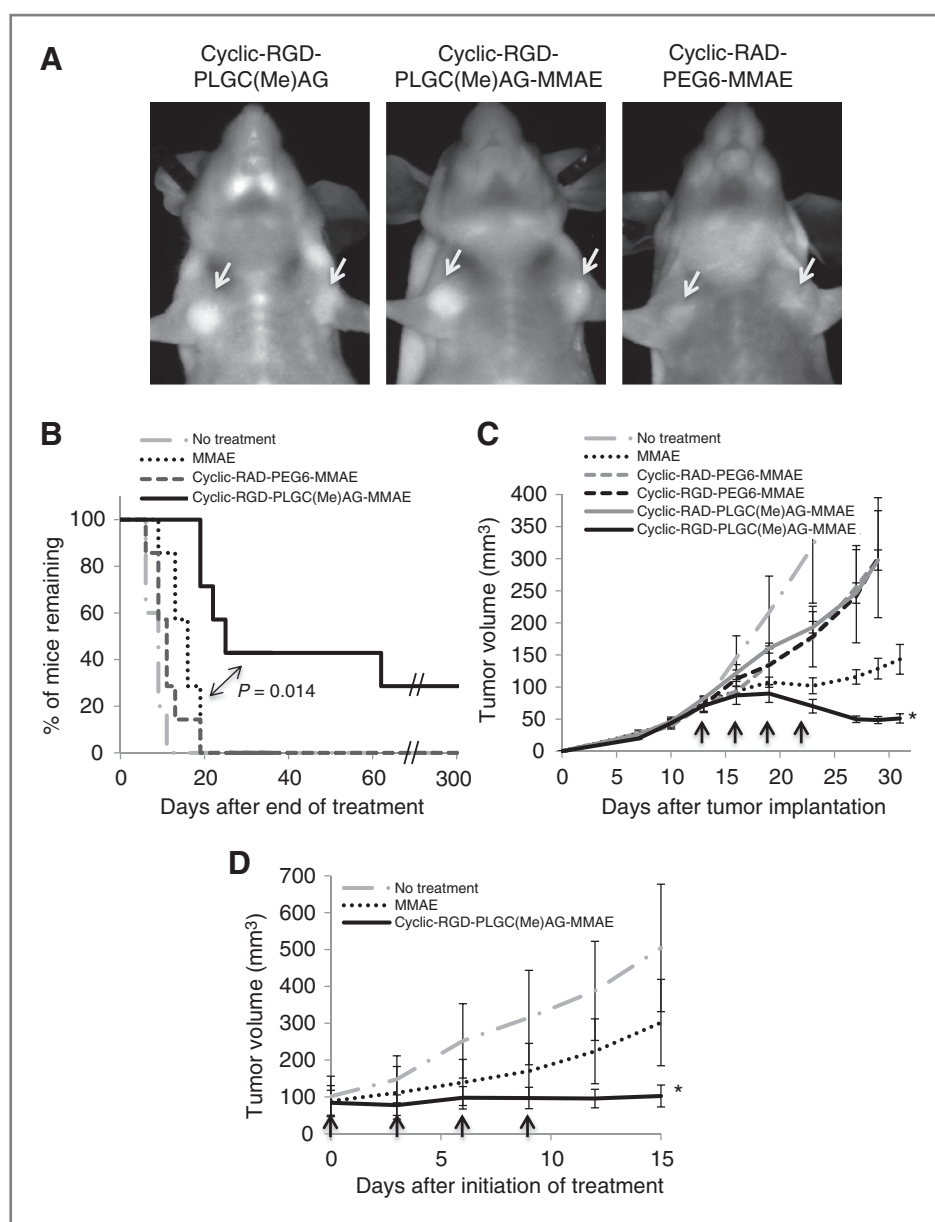 A
Cyclic-RGD-
PLGC(Me)AG
Cyclic-RGD-
PLGC(Me)AG-MMAE
Cyclic-RAD-
PEG6-MMAE
B
No treatment
MMAE
Cyclic-RAD-PEG6-MMAE
Cyclic-RGD-PLGC(Me)AG-MMAE
100
80
60
40
20
0
% of mice remaining
P = 0.014
0 20 40 60 300
Days after end of treatment
C
No treatment
MMAE
Cyclic-RAD-PEG6-MMAE
Cyclic-RGD-PEG6-MMAE
Cyclic-RAD-PLGC(Me)AG-MMAE
Cyclic-RGD-PLGC(Me)AG-MMAE
400
350
300
250
200
150
100
50
0
Tumor volume (mm³)
*
0 5 10 15 20 25 30
Days after tumor implantation
D
No treatment
MMAE
Cyclic-RGD-PLGC(Me)AG-MMAE
700
600
500
400
300
200
100
0
Tumor volume (mm³)
*
0 5 10 15
Days after initiation of treatment